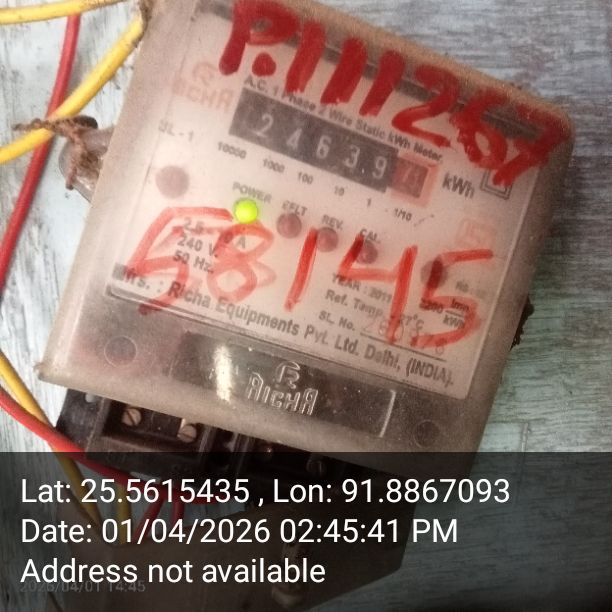 P.111267
RICHA
A.C. 1 Phase 2 Wire Static kWh Meter
2 4 6 3.9
kWh
10000 1000 100 10 1 1/10
POWER EELT REV. CAL.
58145
240 V.
50 Hz.
YEAR : 2011
Ref. Temp.
SL. No.
Mfrs. : Richa Equipments Pvt. Ltd. Delhi, (INDIA).
RICHA
Lat: 25.5615435 , Lon: 91.8867093
Date: 01/04/2026 02:45:41 PM
Address not available